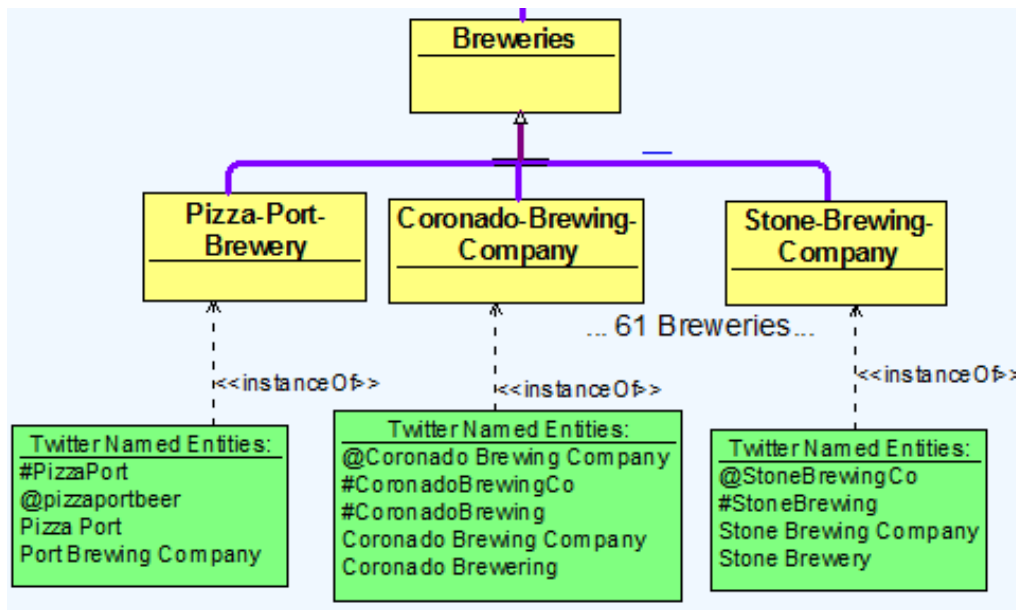 Breweries
Pizza-Port-
Brewery
Coronado-Brewing-
Company
Stone-Brewing-
Company
... 61 Breweries...
<<instanceOf>>
<<instanceOf>>
<<instanceOf>>
Twitter Named Entities:
#PizzaPort
@pizzaportbeer
Pizza Port
Port Brewing Company
Twitter Named Entities:
@Coronado Brewing Company
#CoronadoBrewingCo
#CoronadoBrewing
Coronado Brewing Company
Coronado Brewering
Twitter Named Entities:
@StoneBrewingCo
#StoneBrewing
Stone Brewing Company
Stone Brewery